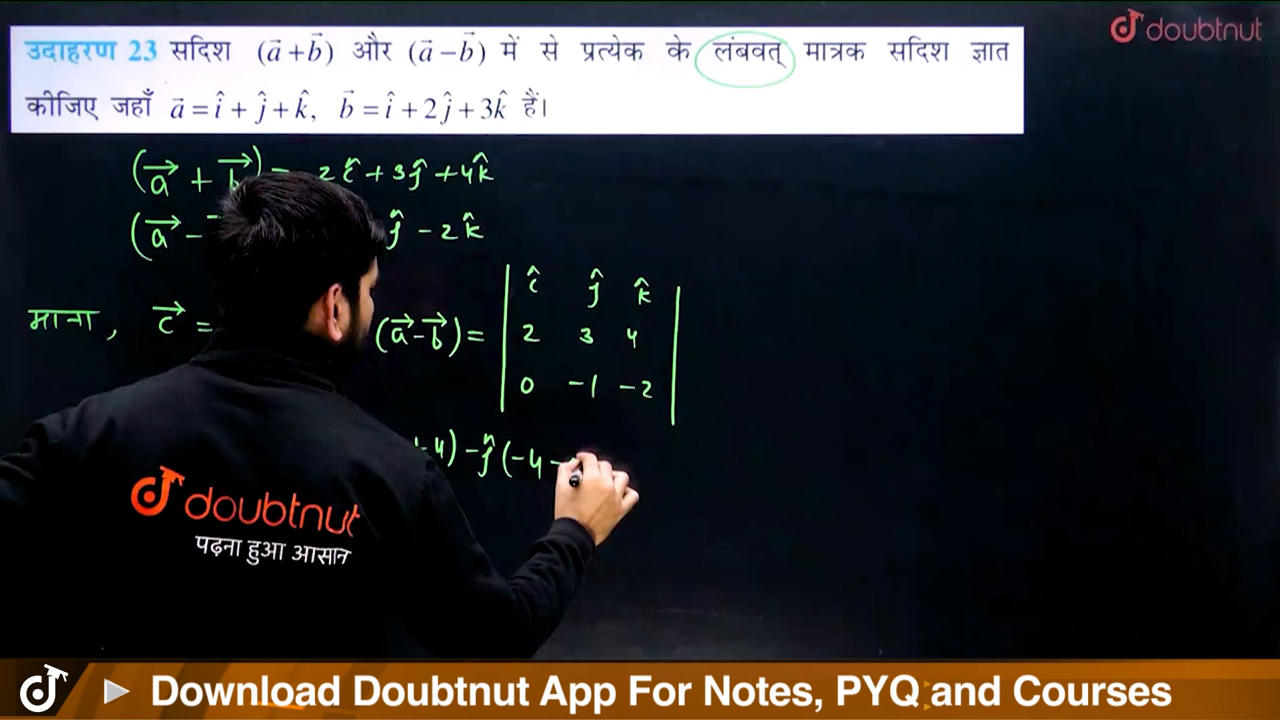 doubtnut
उदाहरण 23 सदिश (a⃗ + b⃗) और (a⃗ − b⃗) में से प्रत्येक के लंबवत् मात्रक सदिश ज्ञात
कीजिए जहाँ a⃗ = î + ĵ + k̂, b⃗ = î + 2ĵ + 3k̂ हैं।
(a⃗ + b⃗) = 2î + 3ĵ + 4k̂
(a⃗ − ĵ − 2k̂
î ĵ k̂
माना, c⃗ = (a⃗ − b⃗) = 2 3 4
0 −1 −2
4) − ĵ (−4 −
doubtnut
पढ़ना हुआ आसान
Download Doubtnut App For Notes, PYQ and Courses